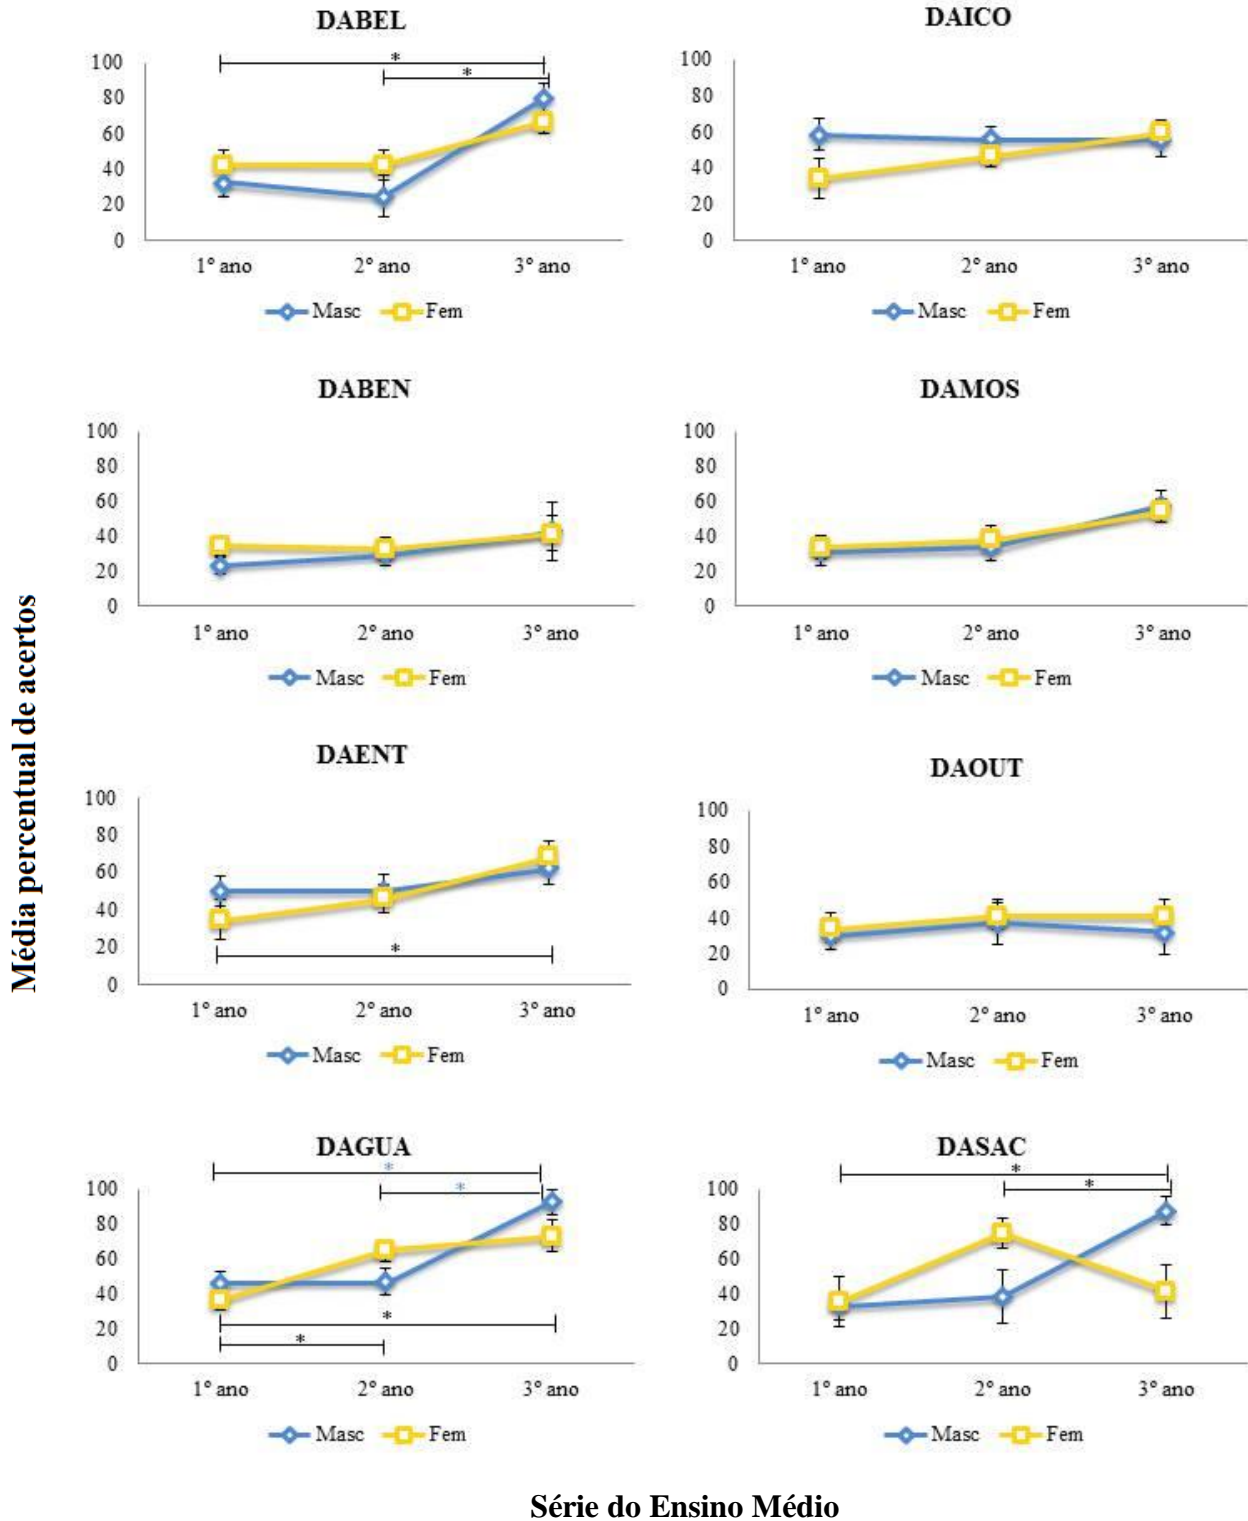 Média percentual de acertos
DABEL
*
*
100
80
60
40
20
0
1° ano 2° ano 3° ano
Masc Fem
DAICO
100
80
60
40
20
0
1° ano 2° ano 3° ano
Masc Fem
DABEN
100
80
60
40
20
0
1° ano 2° ano 3° ano
Masc Fem
DAMOS
100
80
60
40
20
0
1° ano 2° ano 3° ano
Masc Fem
DAENT
100
80
60
40
20
0
*
1° ano 2° ano 3° ano
Masc Fem
DAOUT
100
80
60
40
20
0
1° ano 2° ano 3° ano
Masc Fem
DAGUA
*
*
100
80
60
40
20
0
*
*
1° ano 2° ano 3° ano
Masc Fem
DASAC
*
*
100
80
60
40
20
0
1° ano 2° ano 3° ano
Masc Fem
Série do Ensino Médio